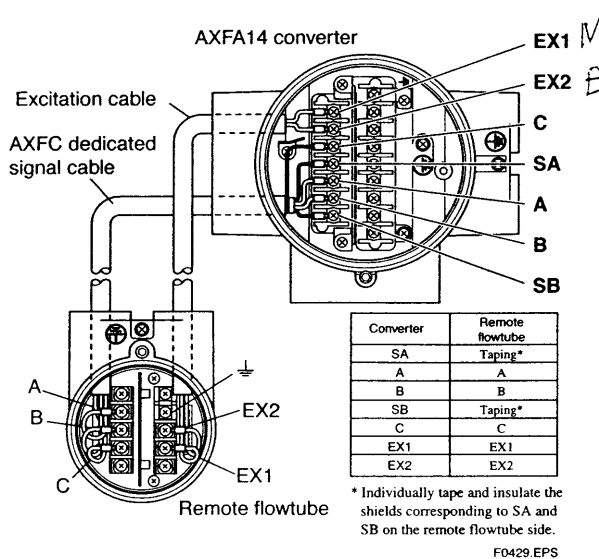 AXFA14 converter
EX1
EX2
C
SA
A
B
SB
Excitation cable
AXFC dedicated
signal cable
A
B
C
EX2
EX1
Remote flowtube
Converter Remote flowtube
SA Taping*
A A
B B
SB Taping*
C C
EX1 EX1
EX2 EX2
* Individually tape and insulate the
shields corresponding to SA and
SB on the remote flowtube side.
F0429.EPS